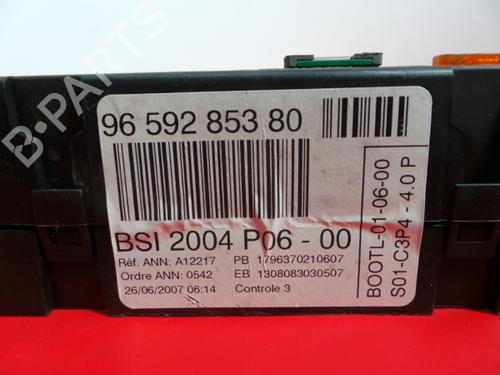 B-PARTS
96 592 853 80
BSI 2004 P06 - 00
Réf. ANN: A12217 PB 1796370210607
Ordre ANN: 0542 EB 1308083030507
26/06/2007 06:14 Controle 3
BOOTL-01-06-00
S01-C3P4 - 4.0 P